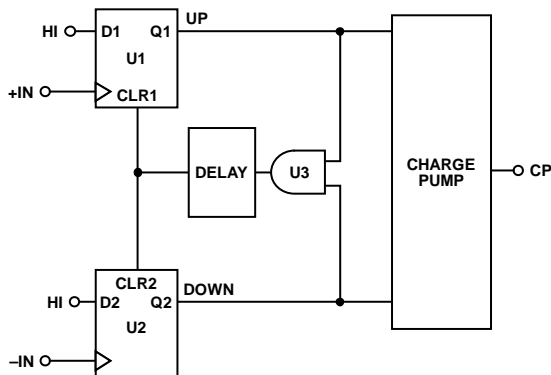 UP
HI
D1
Q1
U1
+IN
CLR1
DELAY
U3
CHARGE
PUMP
CP
CLR2
DOWN
HI
D2
Q2
U2
–IN